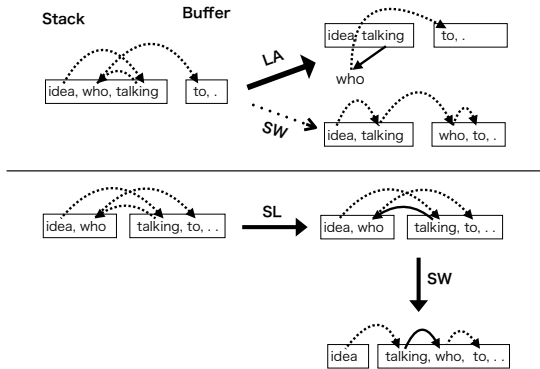 Stack
Buffer
idea, who, talking
to, .
LA
SW
idea, talking
to, .
who
idea, talking
who, to, .
idea, who
talking, to, . .
SL
idea, who
talking, to, . .
SW
idea
talking, who, to, . .